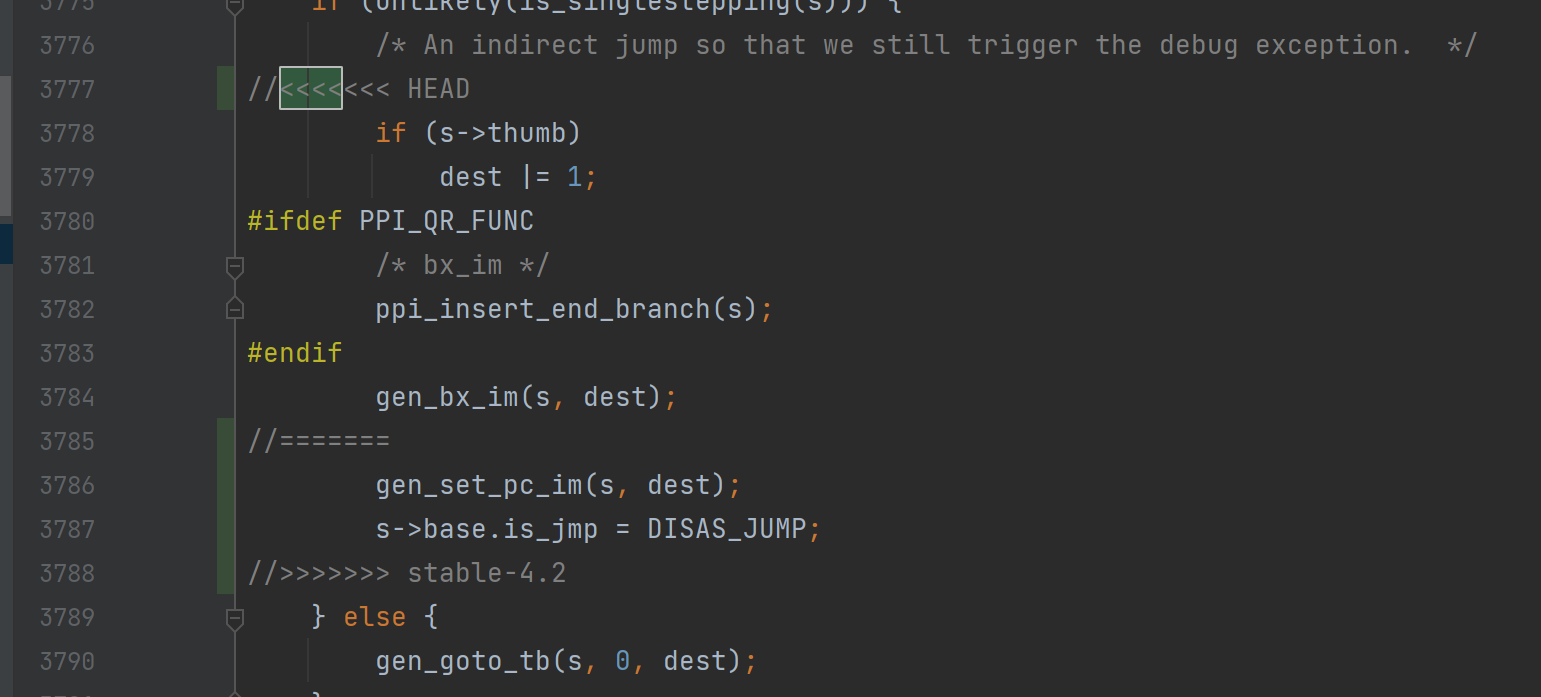 3775 if (unlikely(is_singlestepping(s))) {
3776 /* An indirect jump so that we still trigger the debug exception.  */
3777 //<<<<<<< HEAD
3778 if (s->thumb)
3779 dest |= 1;
3780 #ifdef PPI_QR_FUNC
3781 /* bx_im */
3782 ppi_insert_end_branch(s);
3783 #endif
3784 gen_bx_im(s, dest);
3785 //=======
3786 gen_set_pc_im(s, dest);
3787 s->base.is_jmp = DISAS_JUMP;
3788 //>>>>>>> stable-4.2
3789 } else {
3790 gen_goto_tb(s, 0, dest);